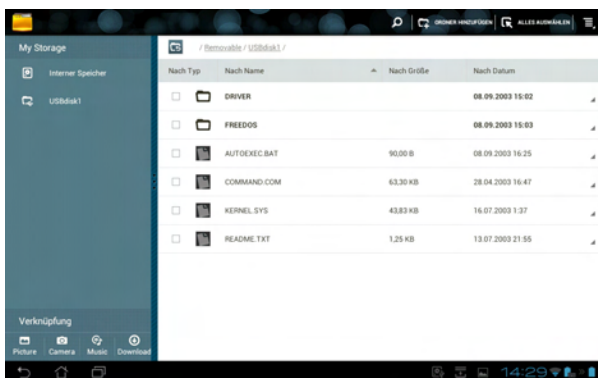 ORDNER HINZUFÜGEN ALLES AUSWÄHLEN
My Storage
/ Removable / USBdisk1 /
Nach Typ Nach Name Nach Größe Nach Datum
Interner Speicher
USBdisk1
DRIVER 08.09.2003 15:02
FREEDOS 08.09.2003 15:03
AUTOEXEC.BAT 90,00 B 08.09.2003 16:25
COMMAND.COM 63,30 KB 28.04.2003 16:47
KERNEL.SYS 43,83 KB 16.07.2003 1:37
README.TXT 1,25 KB 13.07.2003 21:55
Verknüpfung
Picture Camera Music Download
14:29